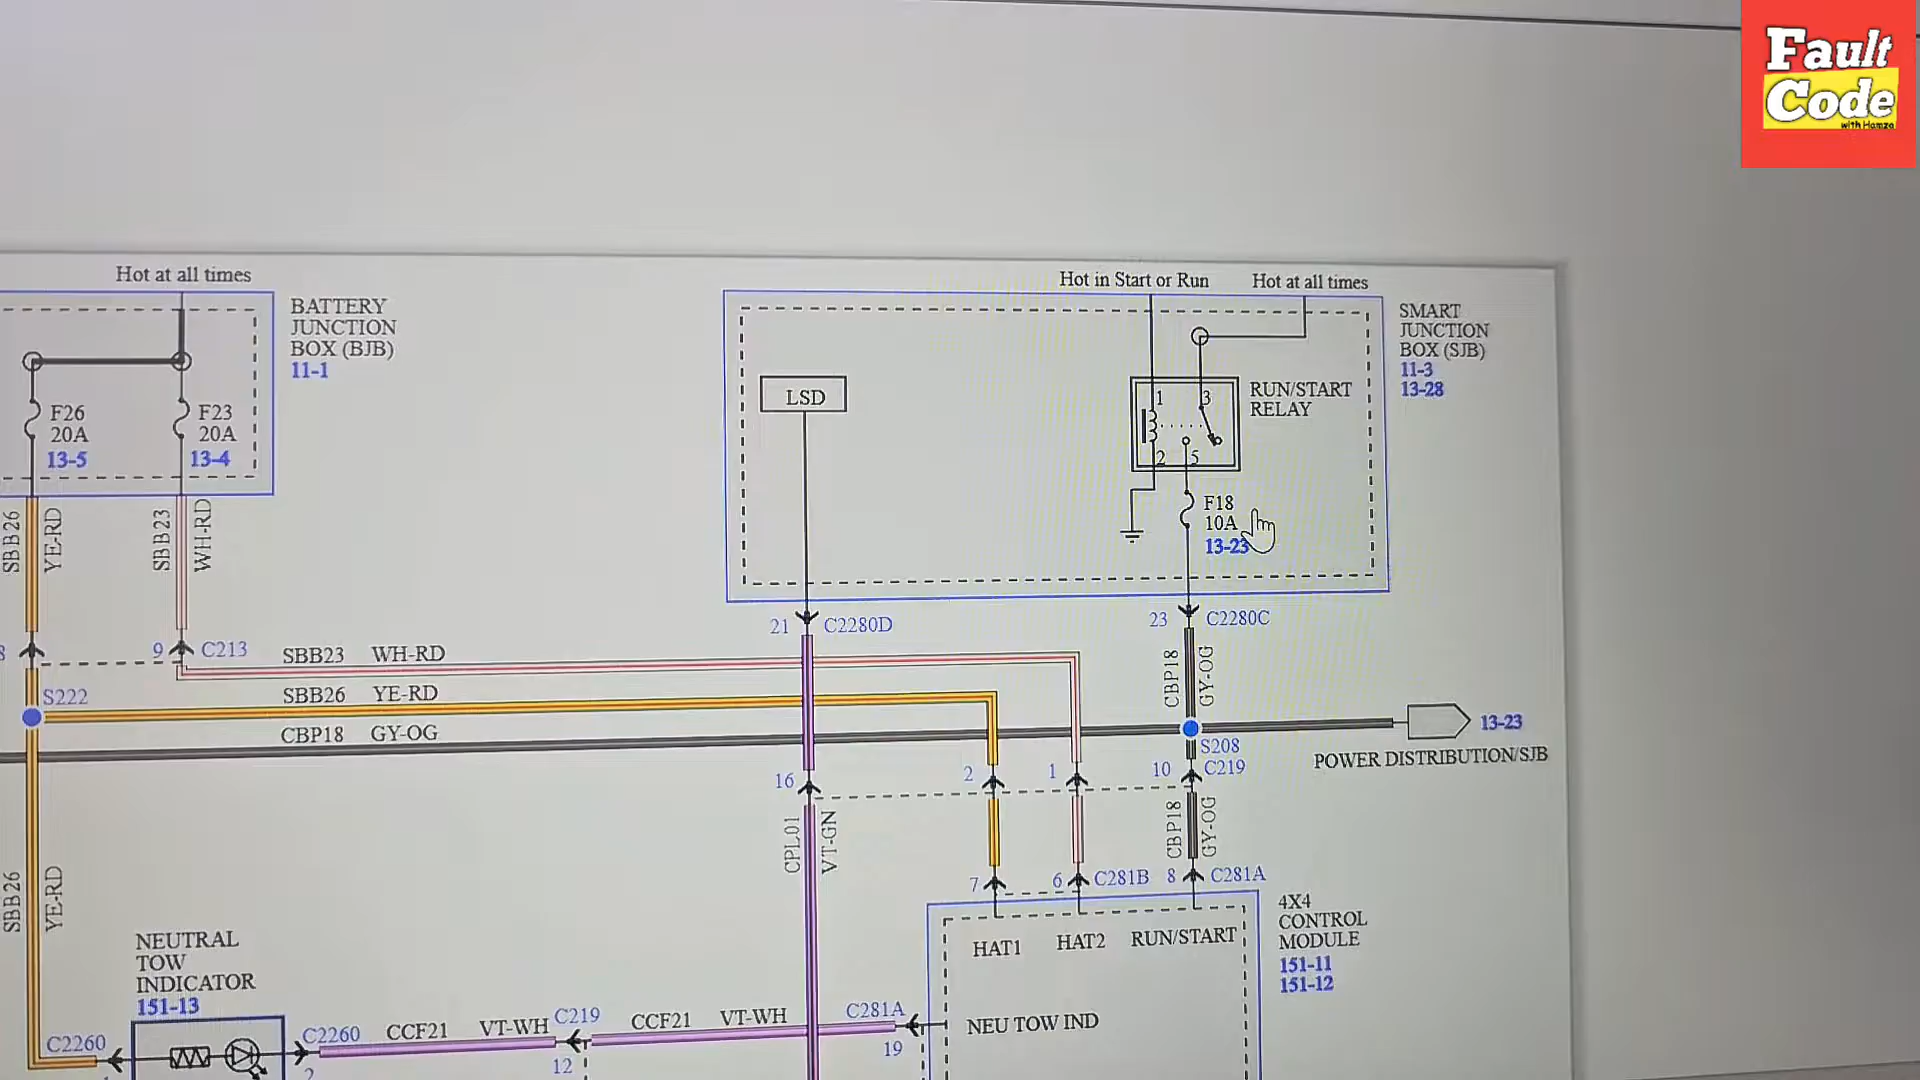 Fault
Code
with Hamza
Hot at all times
BATTERY
JUNCTION
BOX (BJB)
11-1
F26
20A
13-5
F23
20A
13-4
SBB26
YE-RD
SBB23
WH-RD
Hot in Start or Run
Hot at all times
SMART
JUNCTION
BOX (SJB)
11-3
13-28
LSD
RUN/START
RELAY
1
3
2
5
F18
10A
13-23
21
C2280D
23
C2280C
8
9
C213
SBB23 WH-RD
S222
SBB26 YE-RD
CBP18 GY-OG
CBP18
GY-OG
S208
13-23
POWER DISTRIBUTION/SJB
16
2
1
10
C219
CPL01
VT-GN
CBP18
GY-OG
7
6
C281B
8
C281A
SBB26
YE-RD
4X4
CONTROL
MODULE
151-11
151-12
HAT1
HAT2
RUN/START
NEUTRAL
TOW
INDICATOR
151-13
C2260
C2260
CCF21
VT-WH
C219
CCF21
VT-WH
C281A
NEU TOW IND
2
12
19